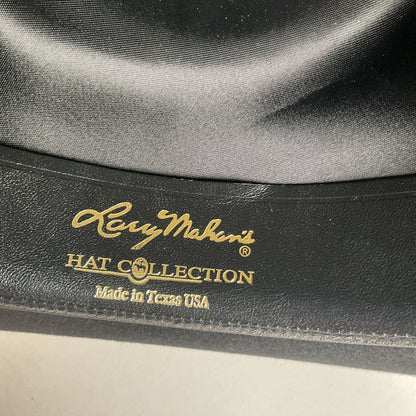 Larry Mahan's®
HAT COLLECTION
Made in Texas USA